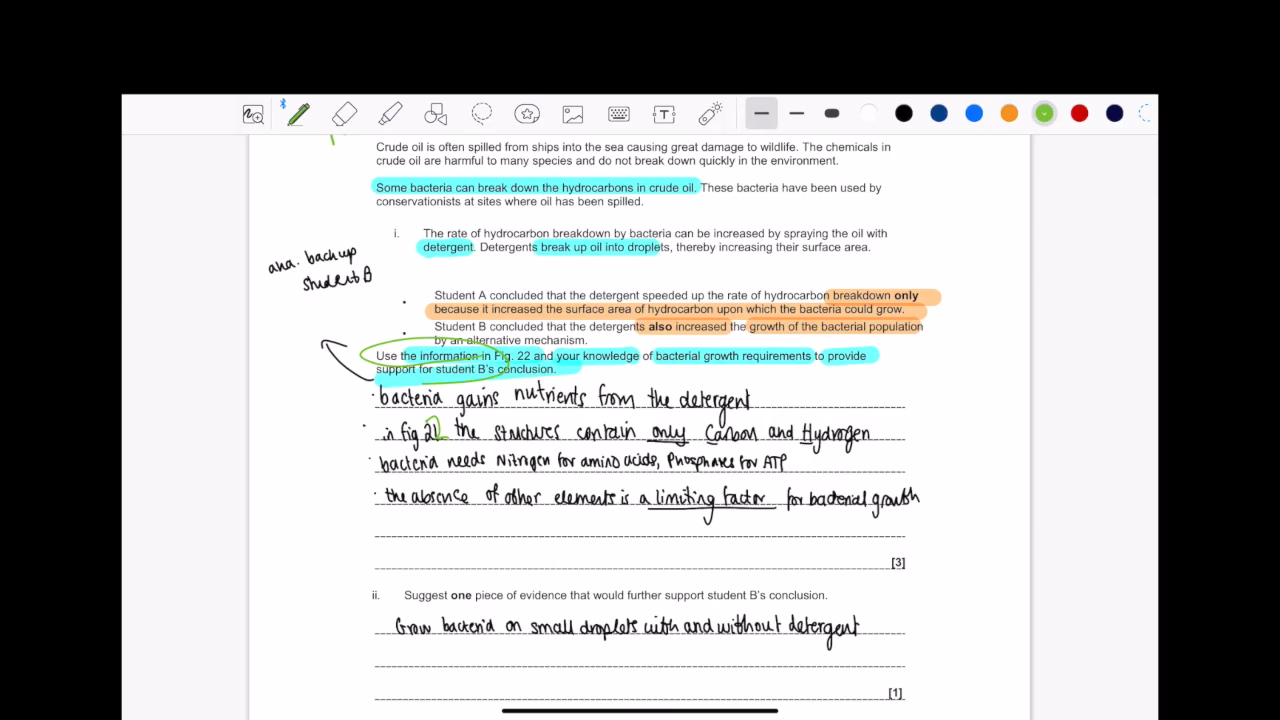 Crude oil is often spilled from ships into the sea causing great damage to wildlife. The chemicals in
crude oil are harmful to many species and do not break down quickly in the environment.
Some bacteria can break down the hydrocarbons in crude oil. These bacteria have been used by
conservationists at sites where oil has been spilled.
i. The rate of hydrocarbon breakdown by bacteria can be increased by spraying the oil with
detergent. Detergents break up oil into droplets, thereby increasing their surface area.
ana. back up
student B
Student A concluded that the detergent speeded up the rate of hydrocarbon breakdown only
because it increased the surface area of hydrocarbon upon which the bacteria could grow.
Student B concluded that the detergents also increased the growth of the bacterial population
by an alternative mechanism.
Use the information in Fig. 22 and your knowledge of bacterial growth requirements to provide
support for student B's conclusion.
· bacteria gains nutrients from the detergent
· in fig 22 the structures contain only Carbon and Hydrogen
· bacteria needs Nitrogen for amino acids, Phosphates for ATP
· the absence of other elements is a limiting factor for bacterial growth
[3]
ii. Suggest one piece of evidence that would further support student B's conclusion.
Grow bacteria on small droplets with and without detergent
[1]